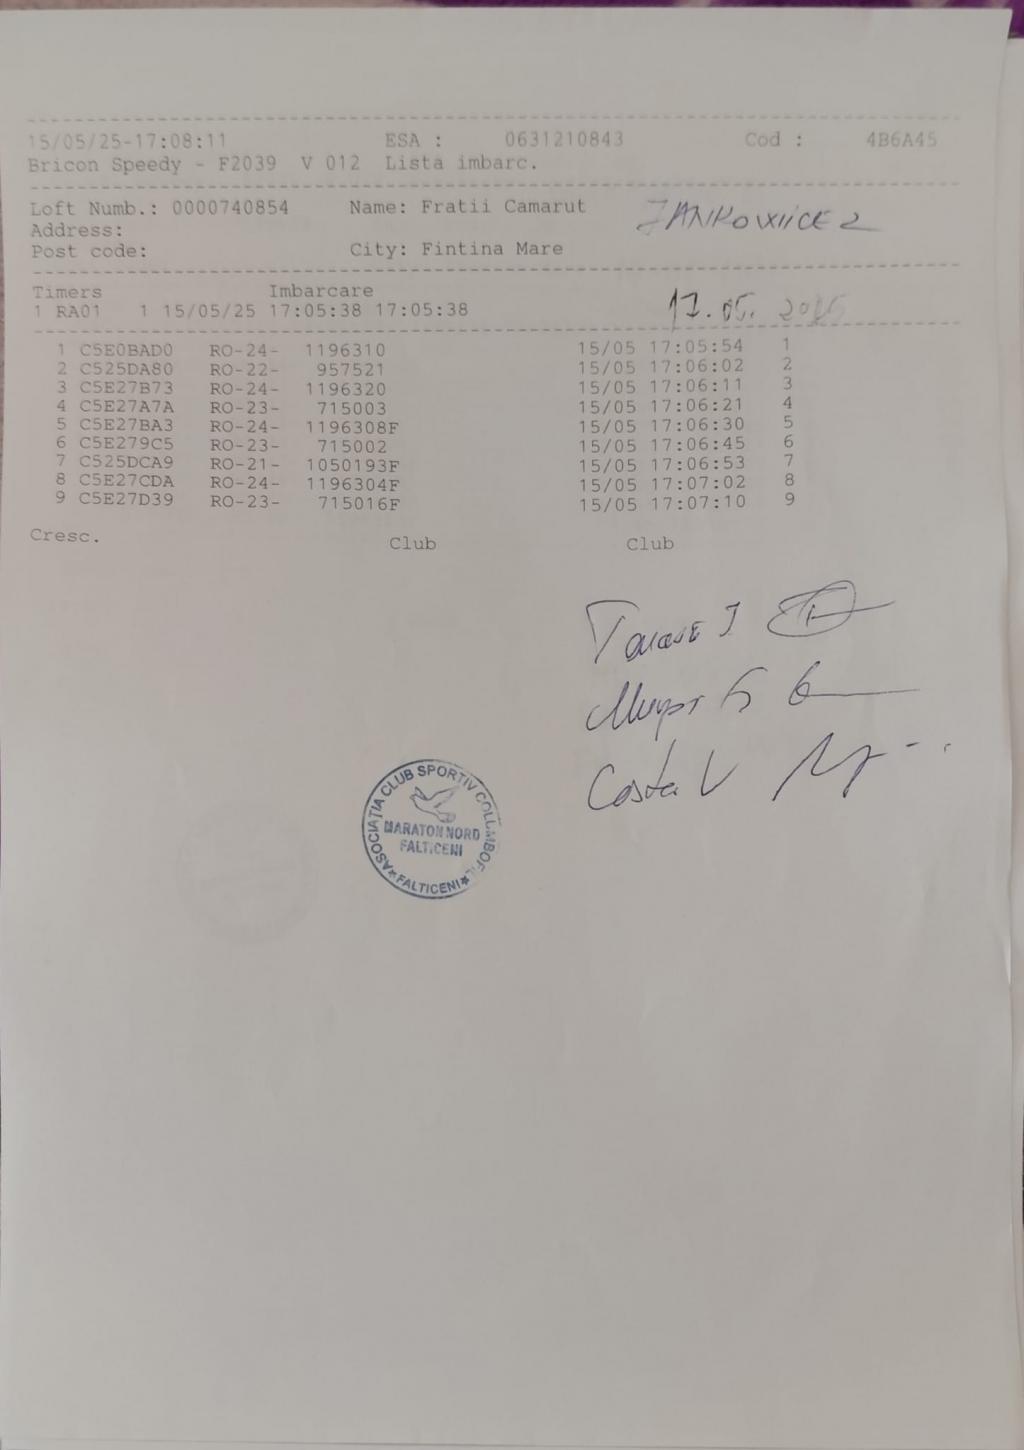 15/05/25-17:08:11 ESA : 0631210843 Cod : 4B6A45
Bricon Speedy - F2039 V 012 Lista imbarc.
Loft Numb.: 0000740854 Name: Fratii Camarut JANKOWIICE 2
Address:
Post code: City: Fintina Mare
Timers Imbarcare
1 RA01 1 15/05/25 17:05:38 17:05:38 17.05. 2025
1 C5E0BAD0 RO-24- 1196310 15/05 17:05:54 1
2 C525DA80 RO-22- 957521 15/05 17:06:02 2
3 C5E27B73 RO-24- 1196320 15/05 17:06:11 3
4 C5E27A7A RO-23- 715003 15/05 17:06:21 4
5 C5E27BA3 RO-24- 1196308F 15/05 17:06:30 5
6 C5E279C5 RO-23- 715002 15/05 17:06:45 6
7 C525DCA9 RO-21- 1050193F 15/05 17:06:53 7
8 C5E27CDA RO-24- 1196304F 15/05 17:07:02 8
9 C5E27D39 RO-23- 715016F 15/05 17:07:10 9
Cresc. Club Club
Costea V
ASOCIAȚIA CLUB SPORTIV COLUMBOFIL
MARATON NORD
FALTICENI
*FALTICENI*